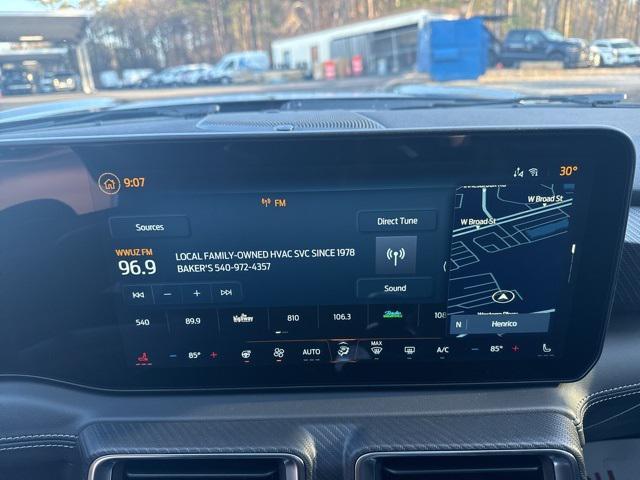 9:07
30°
FM
Sources
Direct Tune
W Broad St
W Broad St
WWUZ FM
96.9
LOCAL FAMILY-OWNED HVAC SVC SINCE 1978
BAKER'S 540-972-4357
Sound
540
89.9
highway
810
106.3
N
Henrico
85°
AUTO
MAX
A/C
85°